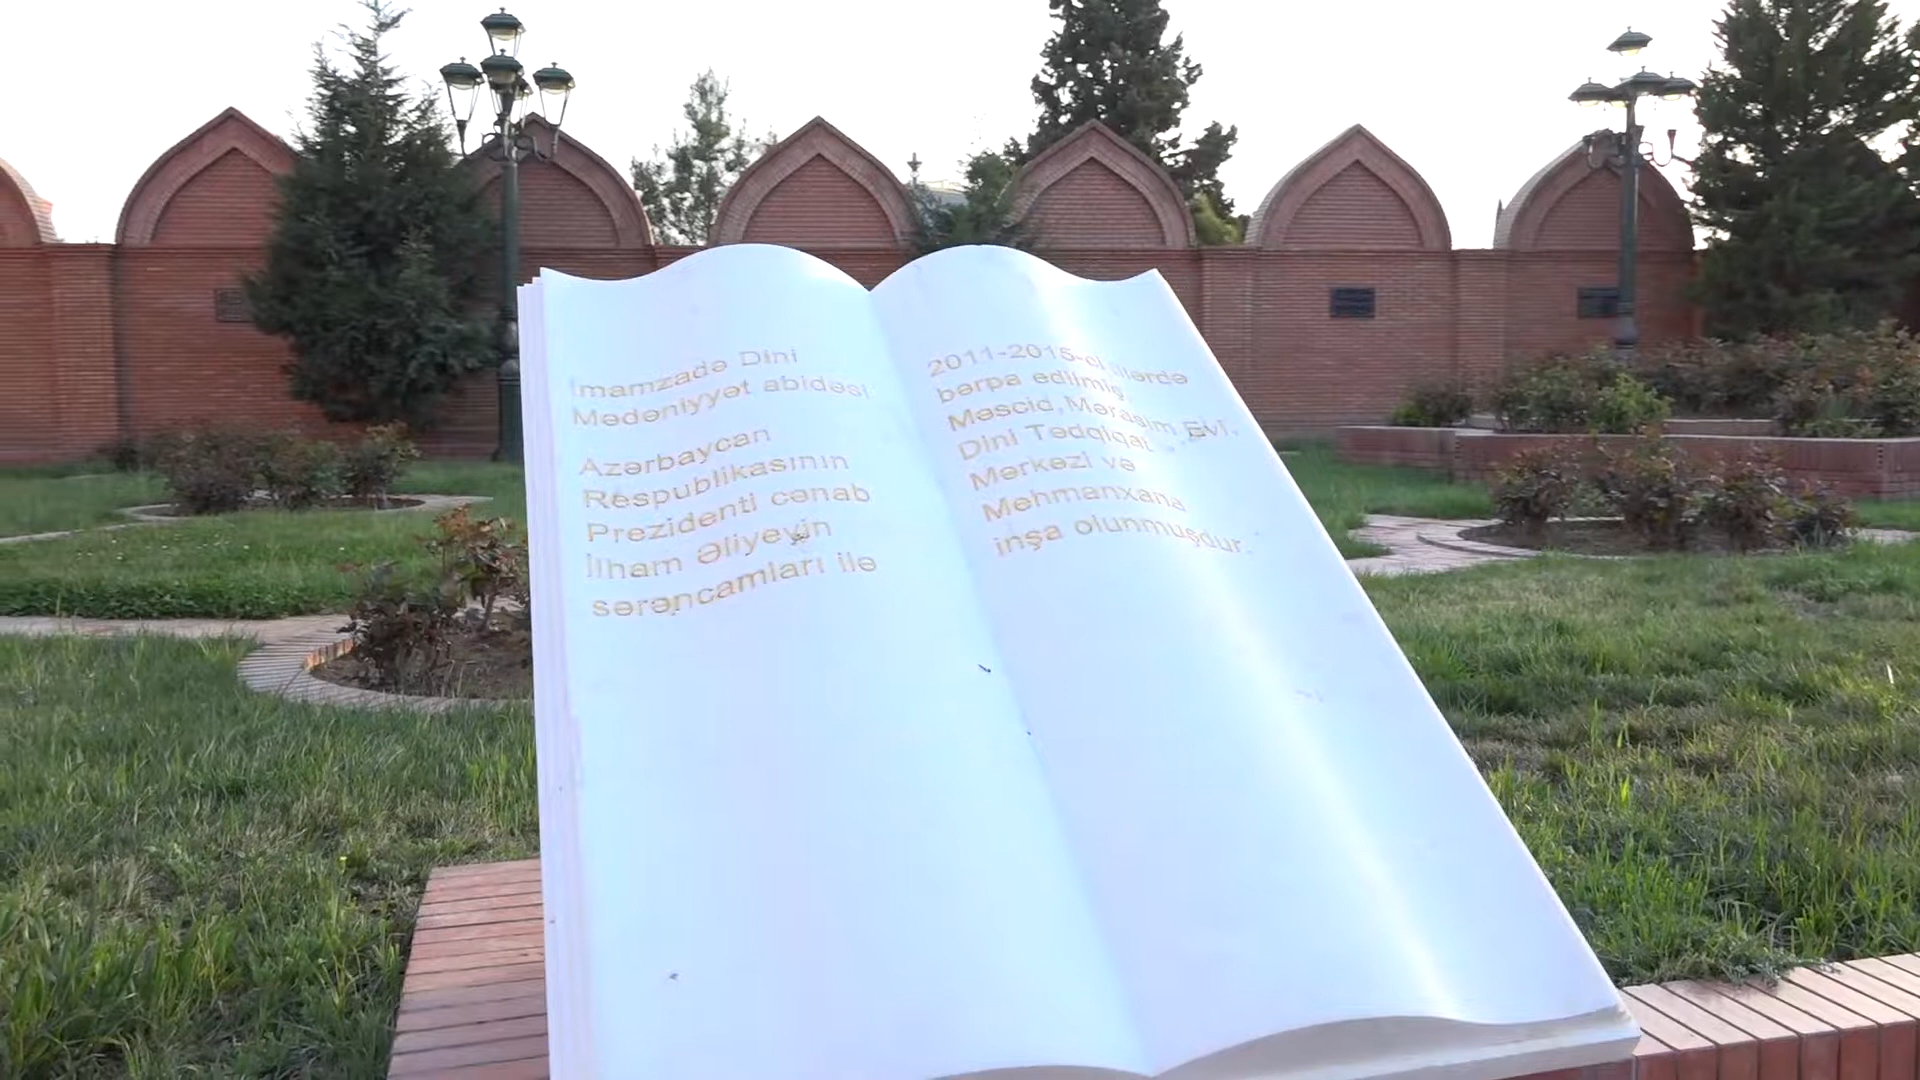 İmamzadə Dini
Mədəniyyət abidəsi
Azərbaycan
Respublikasının
Prezidenti cənab
İlham Əliyevin
sərəncamları ilə
2011-2015-ci illərdə
bərpa edilmiş,
Məscid, Mərasim Evi,
Dini Tədqiqat
Mərkəzi və
Mehmanxana
inşa olunmuşdur.